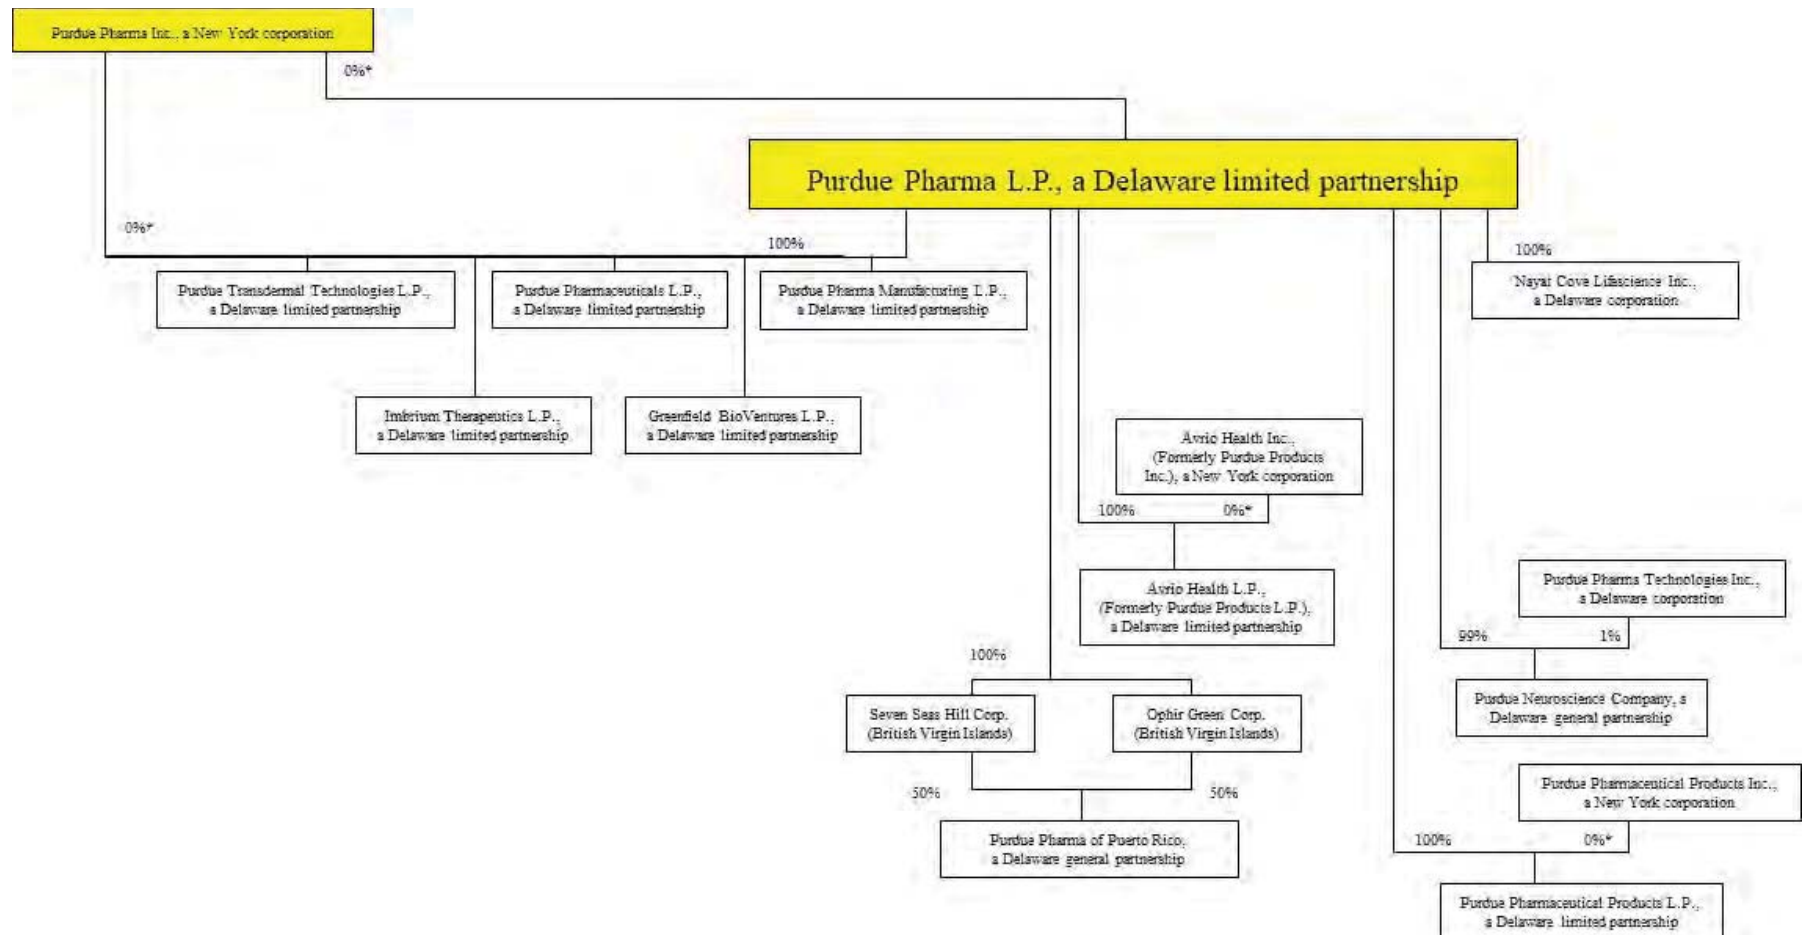 Purdue Pharma Inc., a New York corporation
0%*
Purdue Pharma L.P., a Delaware limited partnership
0%*
100%
100%
Purdue Transdermal Technologies L.P.,
a Delaware limited partnership
Purdue Pharmaceuticals L.P.,
a Delaware limited partnership
Purdue Pharma Manufacturing L.P.,
a Delaware limited partnership
Nayat Cove Lifescience Inc.,
a Delaware corporation
Imbrium Therapeutics L.P.,
a Delaware limited partnership
Greenfield BioVentures L.P.,
a Delaware limited partnership
Avrio Health Inc.,
(Formerly Purdue Products
Inc.), a New York corporation
100%
0%*
Avrio Health L.P.,
(Formerly Purdue Products L.P.),
a Delaware limited partnership
Purdue Pharma Technologies Inc.,
a Delaware corporation
99%
1%
100%
Seven Seas Hill Corp.
(British Virgin Islands)
Ophir Green Corp.
(British Virgin Islands)
Purdue Neuroscience Company, a
Delaware general partnership
50%
50%
Purdue Pharmaceutical Products Inc.,
a New York corporation
Purdue Pharma of Puerto Rico,
a Delaware general partnership
100%
0%*
Purdue Pharmaceutical Products L.P.,
a Delaware limited partnership